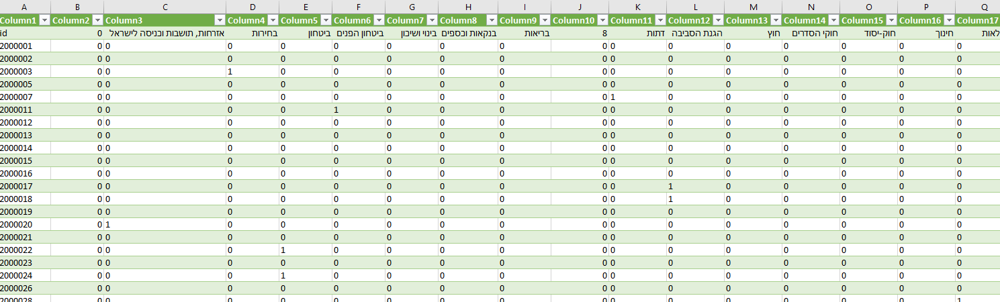 A B C D E F G H I J K L M N O P Q
Column1 Column2 Column3 Column4 Column5 Column6 Column7 Column8 Column9 Column10 Column11 Column12 Column13 Column14 Column15 Column16 Column17
id 0 אזרחות, תושבות וכניסה לישראל בחירות ביטחון ביטחון הפנים בינוי ושיכון בנקאות וכספים בריאות 8 דתות הגנת הסביבה חוץ חוקי הסדרים חוק-יסוד חינוך לאות
2000001 0 0 0 0 0 0 0 0 0 0 0 0 0 0 0 0
2000002 0 0 0 0 0 0 0 0 0 0 0 0 0 0 0 0
2000003 0 0 1 0 0 0 0 0 0 0 0 0 0 0 0 0
2000005 0 0 0 0 0 0 0 0 0 0 0 0 0 0 0 0
2000007 0 0 0 0 0 0 0 0 0 1 0 0 0 0 0 0
2000011 0 0 0 0 1 0 0 0 0 0 0 0 0 0 0 0
2000012 0 0 0 0 0 0 0 0 0 0 0 0 0 0 0 0
2000013 0 0 0 0 0 0 0 0 0 0 0 0 0 0 0 0
2000014 0 0 0 0 0 0 0 0 0 0 0 0 0 0 0 0
2000015 0 0 0 0 0 0 0 0 0 0 0 0 0 0 0 0
2000016 0 0 0 0 0 0 0 0 0 0 0 0 0 0 0 0
2000017 0 0 0 0 0 0 0 0 0 0 1 0 0 0 0 0
2000018 0 0 0 0 0 0 0 0 0 0 1 0 0 0 0 0
2000019 0 0 0 0 0 0 0 0 0 0 0 0 0 0 0 0
2000020 0 1 0 0 0 0 0 0 0 0 0 0 0 0 0 0
2000021 0 0 0 0 0 0 0 0 0 0 0 0 0 0 0 0
2000022 0 0 0 1 0 0 0 0 0 0 0 0 0 0 0 0
2000023 0 0 0 0 0 0 0 0 0 0 0 0 0 0 0 0
2000024 0 0 0 1 0 0 0 0 0 0 0 0 0 0 0 0
2000026 0 0 0 0 0 0 0 0 0 0 0 0 0 0 0 0
2000028 0 0 0 0 0 0 0 0 0 0 0 0 0 0 0 1